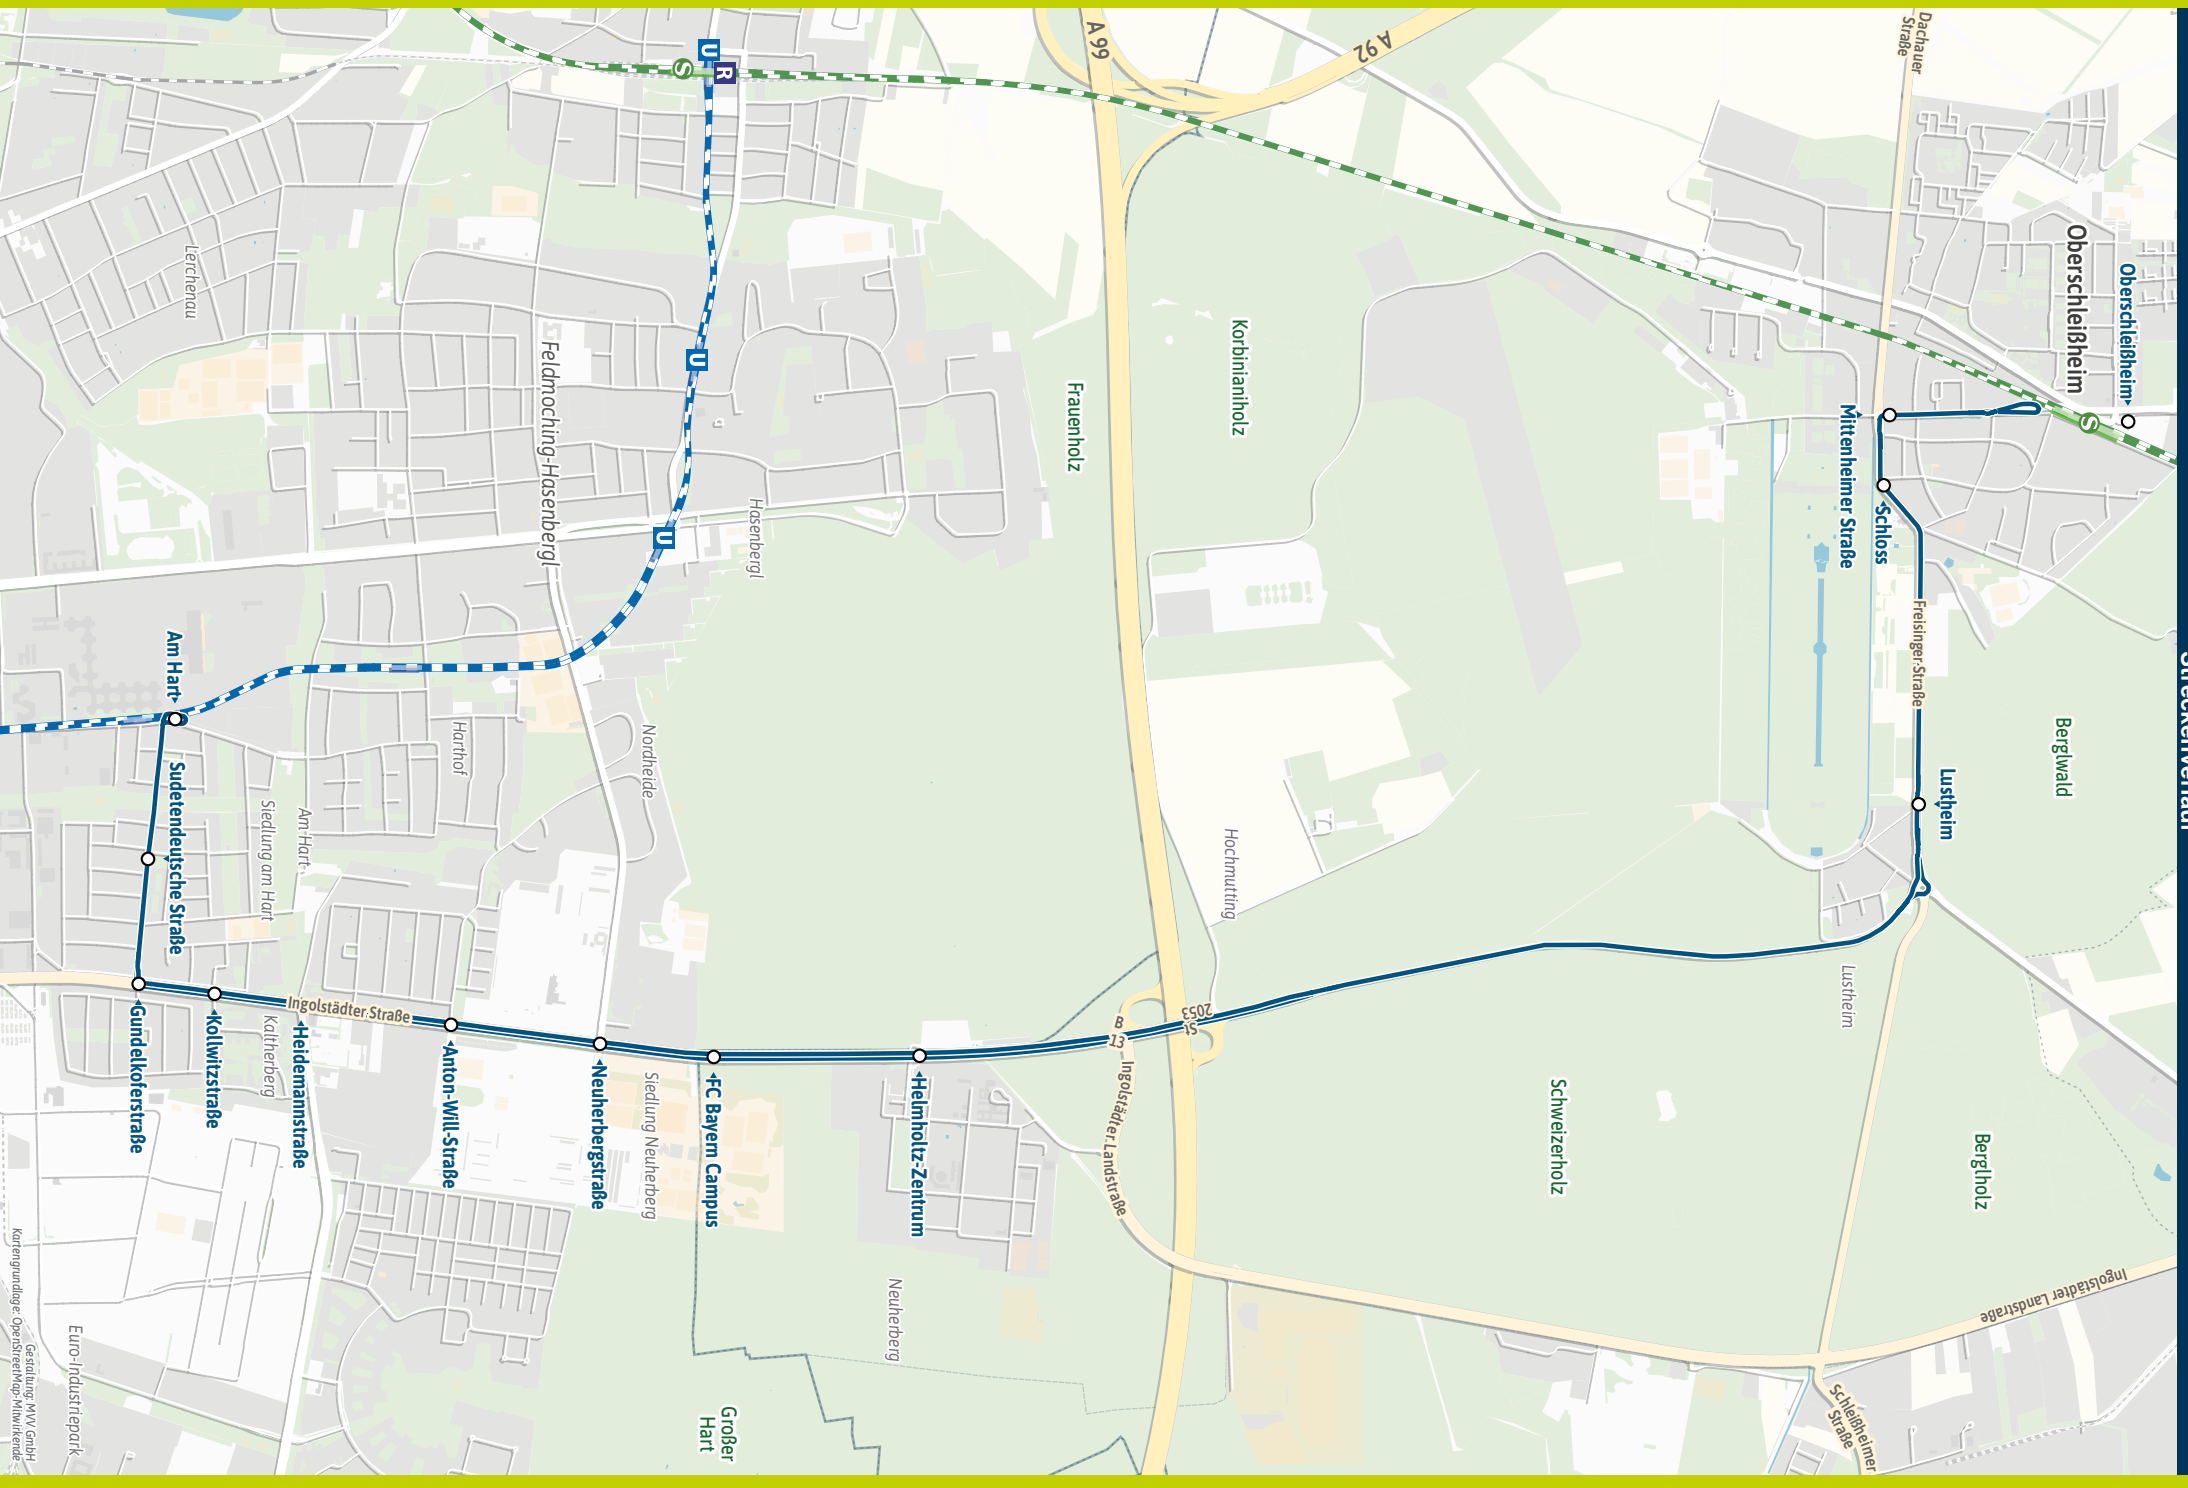 Streckenverlauf
Dachauer
Straße
Oberschleißheim
Oberschleißheim
A 92
A 99
R
U
S
S
U
U
Mittenheimer Straße
Schloss
Freisinger Straße
Lustheim
Berglwald
Korbinianiholz
Frauenholz
Lerchenau
Feldmoching-Hasenbergl
Hasenbergl
Am Hart
Sudetendeutsche Straße
Harthof
Nordheide
Siedlung am Hart
Am Hart
Hochmutting
Lustheim
St
2053
B
13
Ingolstädter Landstraße
Ingolstädter Straße
Kaltherberg
Gundelkoferstraße
Kollwitzstraße
Heidemannstraße
Anton-Will-Straße
Neuherbergstraße
Siedlung Neuherberg
FC Bayern Campus
Helmholtz-Zentrum
Schweizerholz
Berglholz
Neuherberg
Ingolstädter Landstraße
Schleißheimer
Straße
Großer
Hart
Euro-Industriepark
Gestaltung: MVV GmbH
Kartengrundlage: OpenStreetMap-Mitwirkende